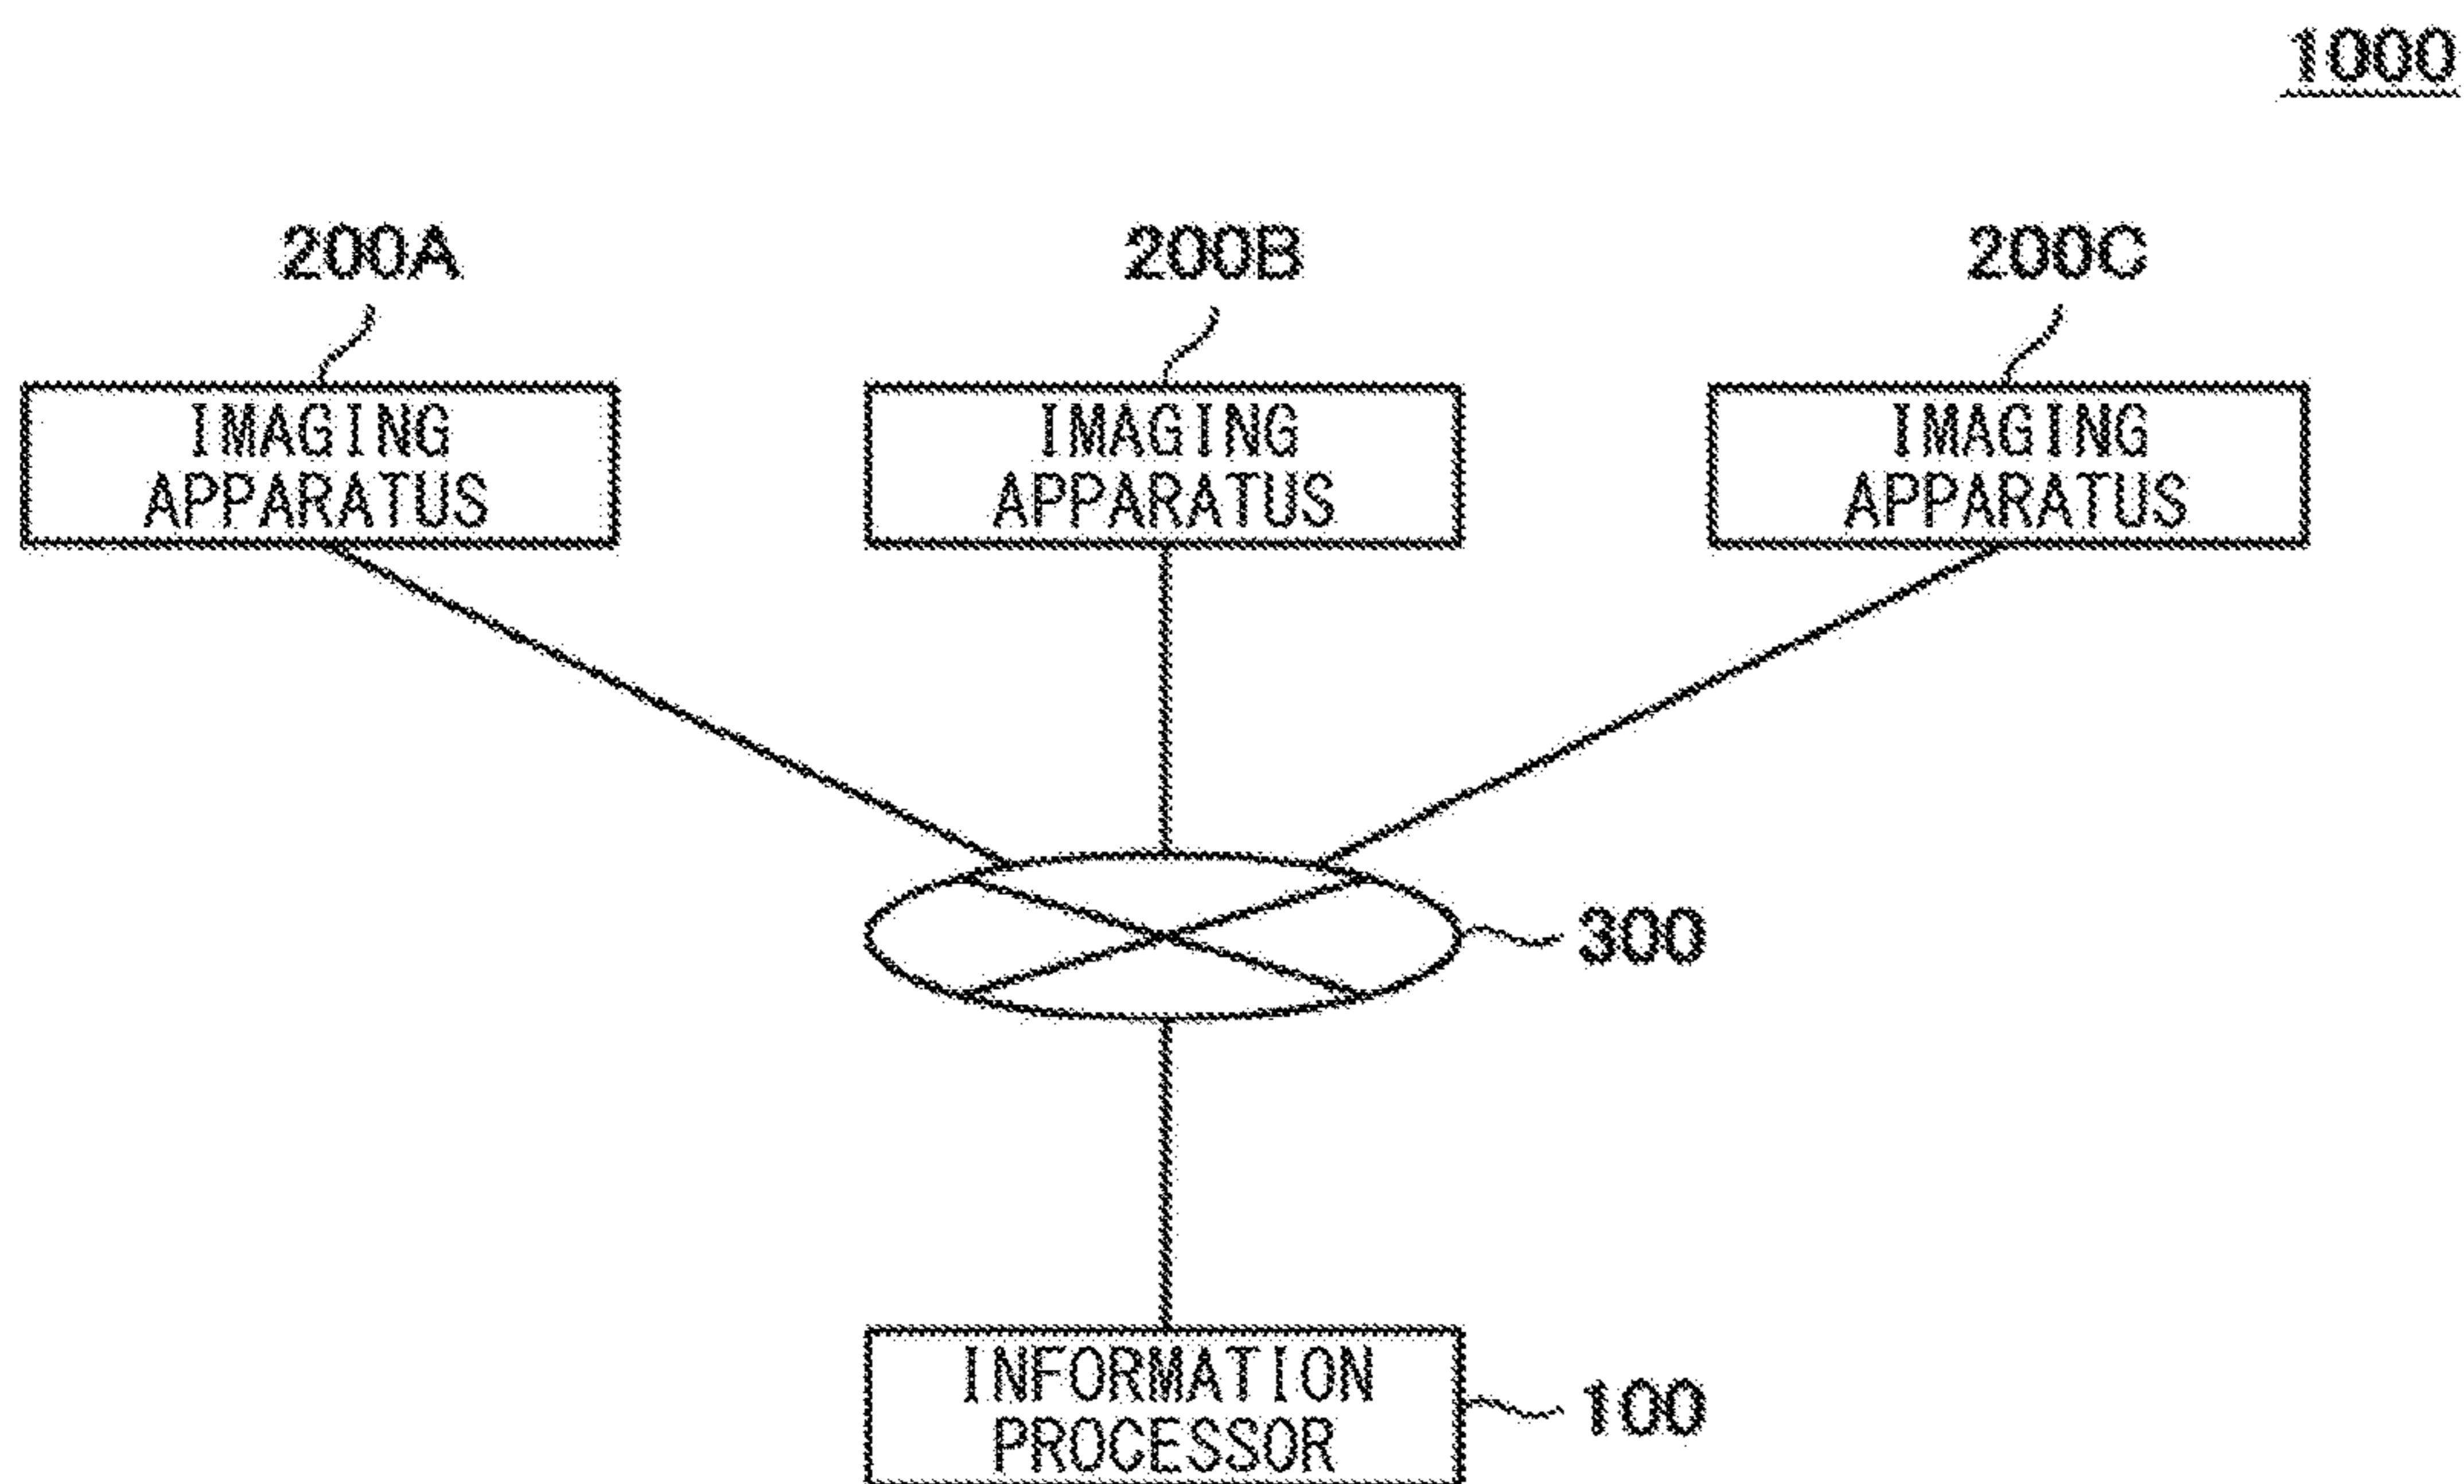 1000
200A
200B
200C
IMAGING
APPARATUS
IMAGING
APPARATUS
IMAGING
APPARATUS
300
INFORMATION
PROCESSOR
100